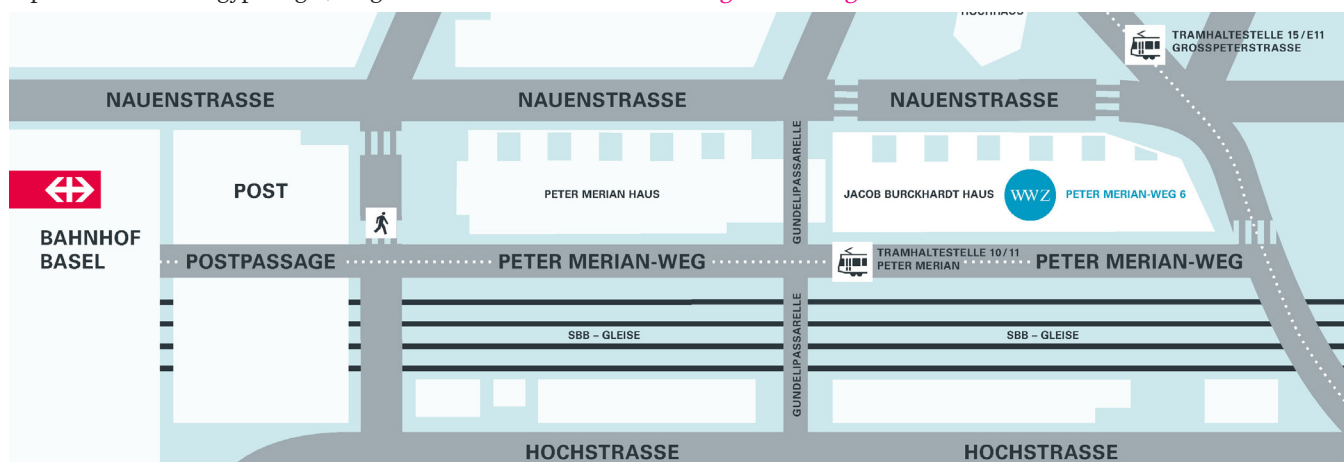 HOCHHAUS
TRAMHALTESTELLE 15/E11
GROSSPETERSTRASSE
NAUENSTRASSE
NAUENSTRASSE
NAUENSTRASSE
GUNDELIPASSARELLE
POST
PETER MERIAN HAUS
JACOB BURCKHARDT HAUS
WWZ
PETER MERIAN-WEG 6
BAHNHOF
BASEL
POSTPASSAGE
PETER MERIAN-WEG
TRAMHALTESTELLE 10/11
PETER MERIAN
PETER MERIAN-WEG
SBB – GLEISE
GUNDELIPASSARELLE
SBB – GLEISE
HOCHSTRASSE
HOCHSTRASSE